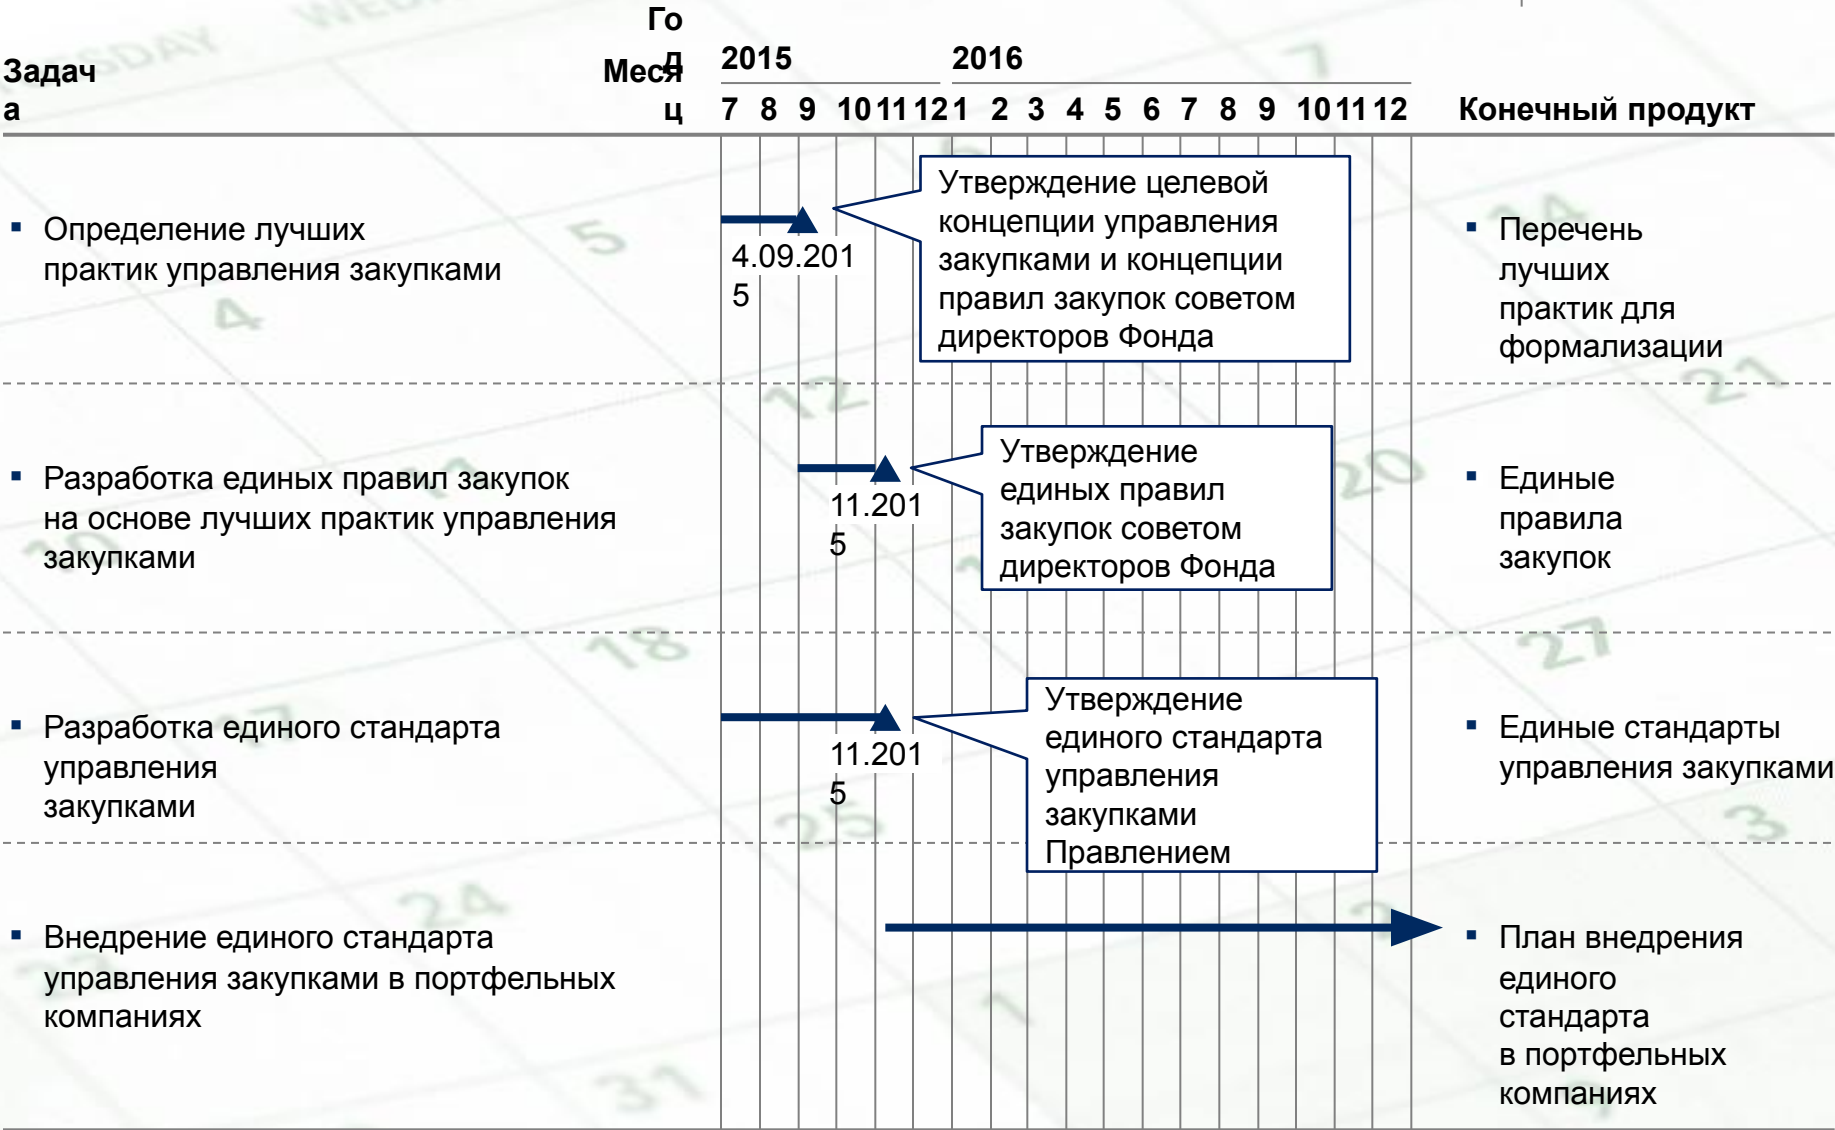 Го
д
2015 2016
Задач
а
Меся
ц
7 8 9 10 11 12 1 2 3 4 5 6 7 8 9 10 11 12
Конечный продукт
▪ Определение лучших
практик управления закупками
4.09.201
5
Утверждение целевой
концепции управления
закупками и концепции
правил закупок советом
директоров Фонда
▪ Перечень
лучших
практик для
формализации
▪ Разработка единых правил закупок
на основе лучших практик управления
закупками
11.201
5
Утверждение
единых правил
закупок советом
директоров Фонда
▪ Единые
правила
закупок
▪ Разработка единого стандарта
управления
закупками
11.201
5
Утверждение
единого стандарта
управления
закупками
Правлением
▪ Единые стандарты
управления закупками
▪ Внедрение единого стандарта
управления закупками в портфельных
компаниях
▪ План внедрения
единого
стандарта
в портфельных
компаниях